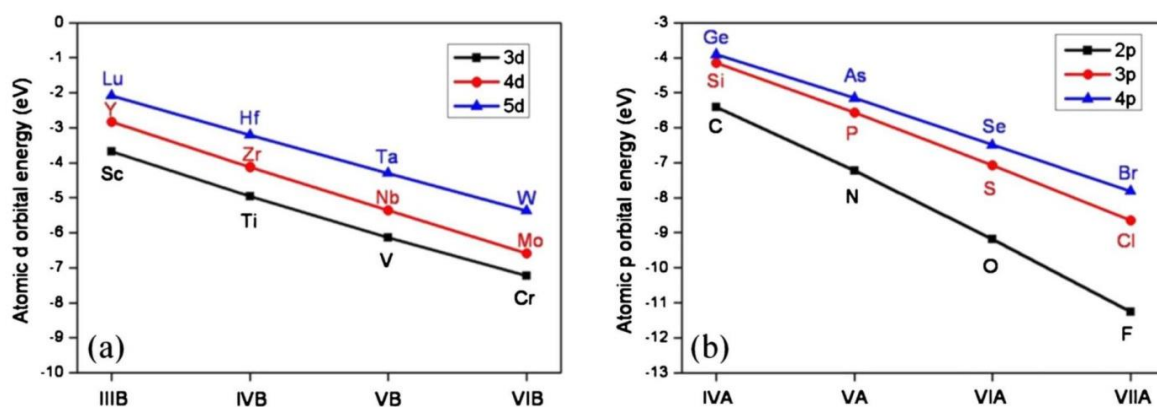 Atomic d orbital energy (eV)
0
-1
-2
-3
-4
-5
-6
-7
-8
-9
-10
IIIB IVB VB VIB
3d
4d
5d
Lu
Hf
Ta
W
Y
Zr
Nb
Mo
Sc
Ti
V
Cr
(a)
Atomic p orbital energy (eV)
-3
-4
-5
-6
-7
-8
-9
-10
-11
-12
-13
IVA VA VIA VIIA
2p
3p
4p
Ge
As
Se
Br
Si
P
S
Cl
C
N
O
F
(b)